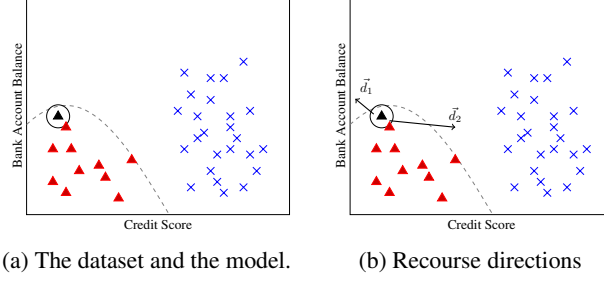 Bank Account Balance
Credit Score
(a) The dataset and the model.
Bank Account Balance
d⃗1
d⃗2
Credit Score
(b) Recourse directions